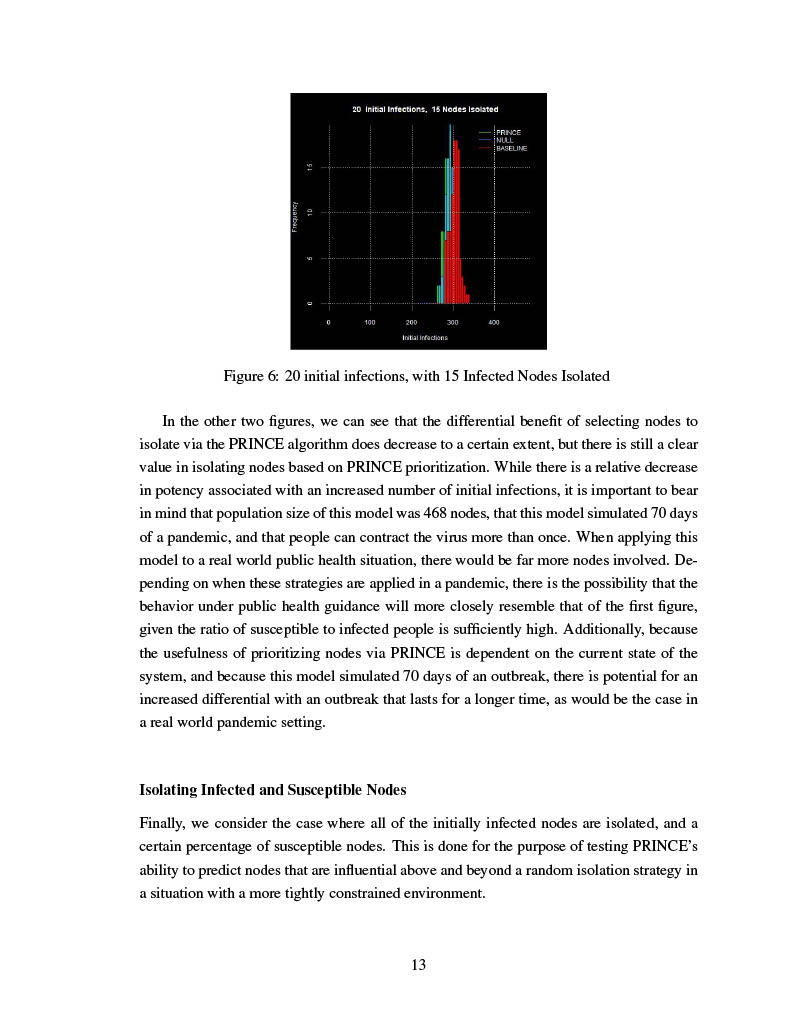 20 Initial Infections, 15 Nodes Isolated
PRINCE
NULL
BASELINE
Frequency
15
10
5
0
0 100 200 300 400
Initial Infections
Figure 6: 20 initial infections, with 15 Infected Nodes Isolated
In the other two figures, we can see that the differential benefit of selecting nodes to
isolate via the PRINCE algorithm does decrease to a certain extent, but there is still a clear
value in isolating nodes based on PRINCE prioritization. While there is a relative decrease
in potency associated with an increased number of initial infections, it is important to bear
in mind that population size of this model was 468 nodes, that this model simulated 70 days
of a pandemic, and that people can contract the virus more than once. When applying this
model to a real world public health situation, there would be far more nodes involved. De-
pending on when these strategies are applied in a pandemic, there is the possibility that the
behavior under public health guidance will more closely resemble that of the first figure,
given the ratio of susceptible to infected people is sufficiently high. Additionally, because
the usefulness of prioritizing nodes via PRINCE is dependent on the current state of the
system, and because this model simulated 70 days of an outbreak, there is potential for an
increased differential with an outbreak that lasts for a longer time, as would be the case in
a real world pandemic setting.
Isolating Infected and Susceptible Nodes
Finally, we consider the case where all of the initially infected nodes are isolated, and a
certain percentage of susceptible nodes. This is done for the purpose of testing PRINCE's
ability to predict nodes that are influential above and beyond a random isolation strategy in
a situation with a more tightly constrained environment.
13